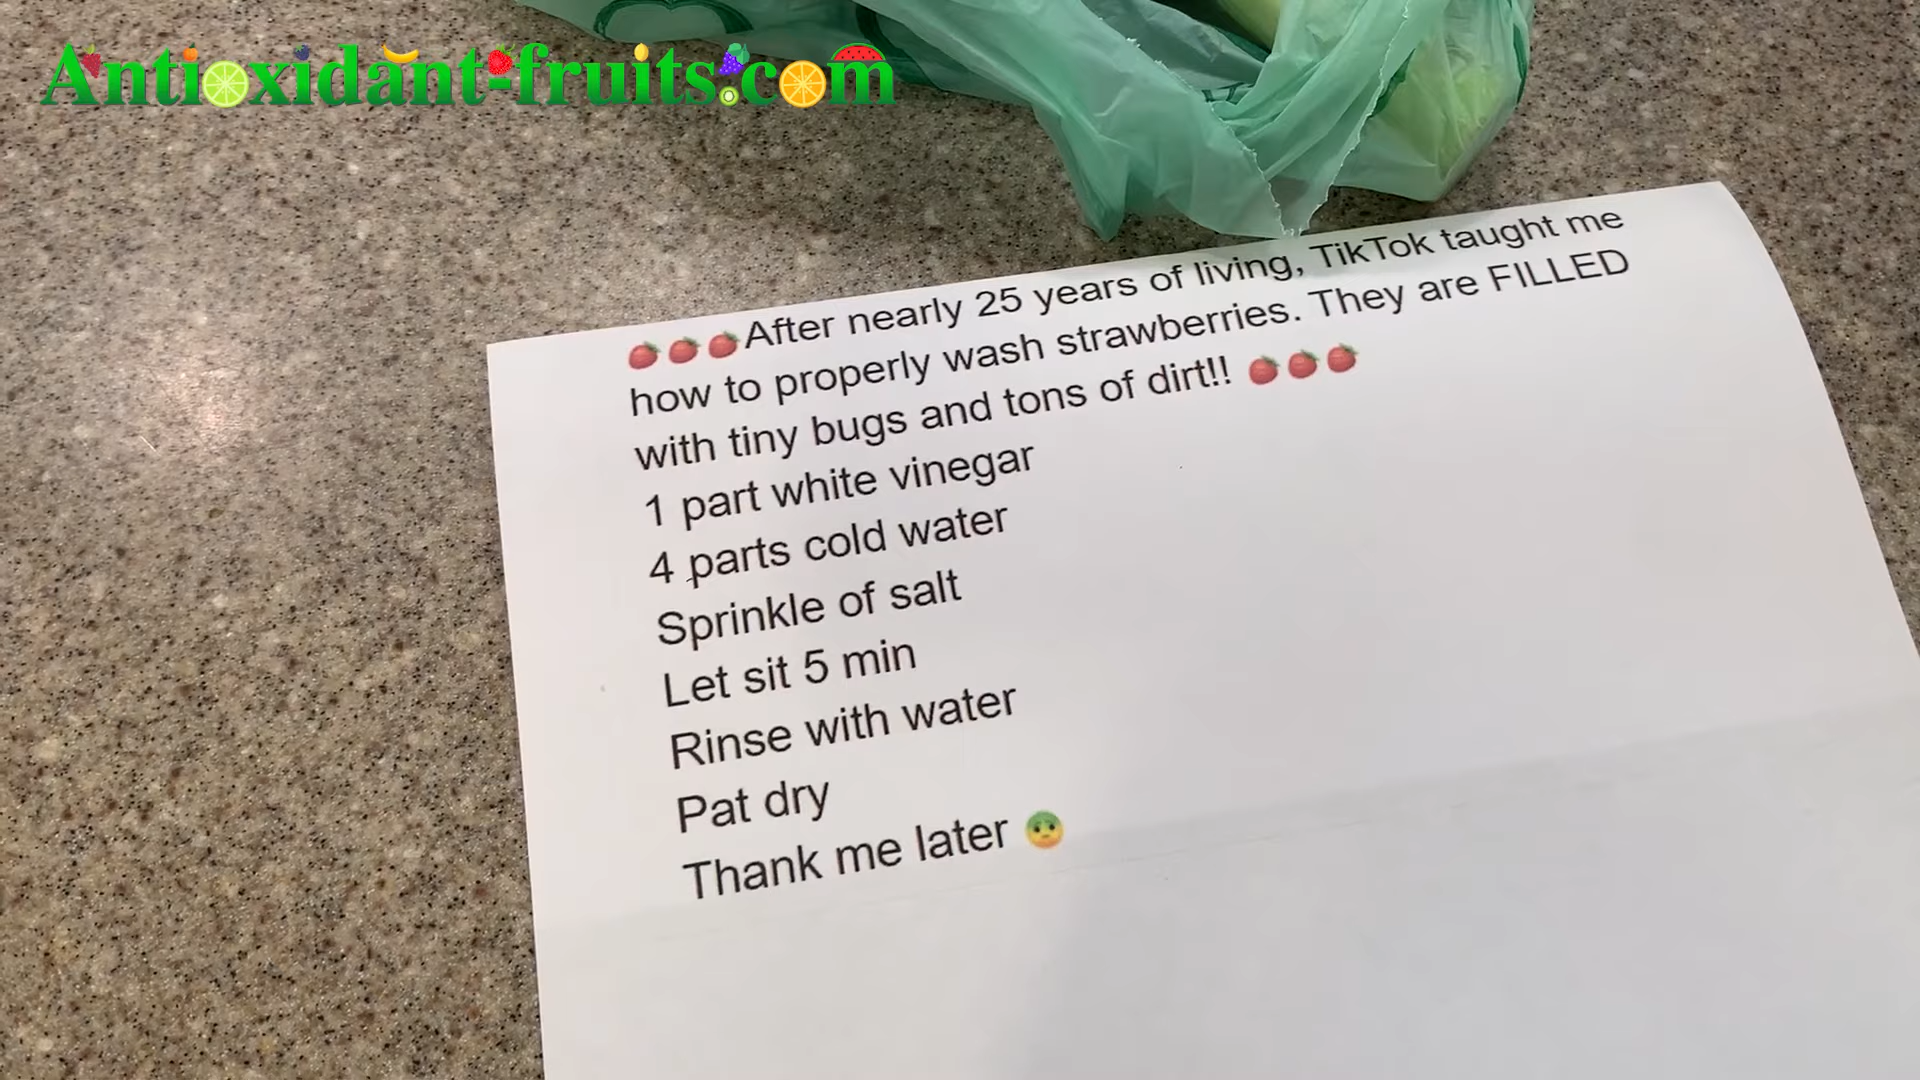 Antioxidant-fruits.com
🍓🍓🍓After nearly 25 years of living, TikTok taught me
how to properly wash strawberries. They are FILLED
with tiny bugs and tons of dirt!! 🍓🍓🍓
1 part white vinegar
4 parts cold water
Sprinkle of salt
Let sit 5 min
Rinse with water
Pat dry
Thank me later